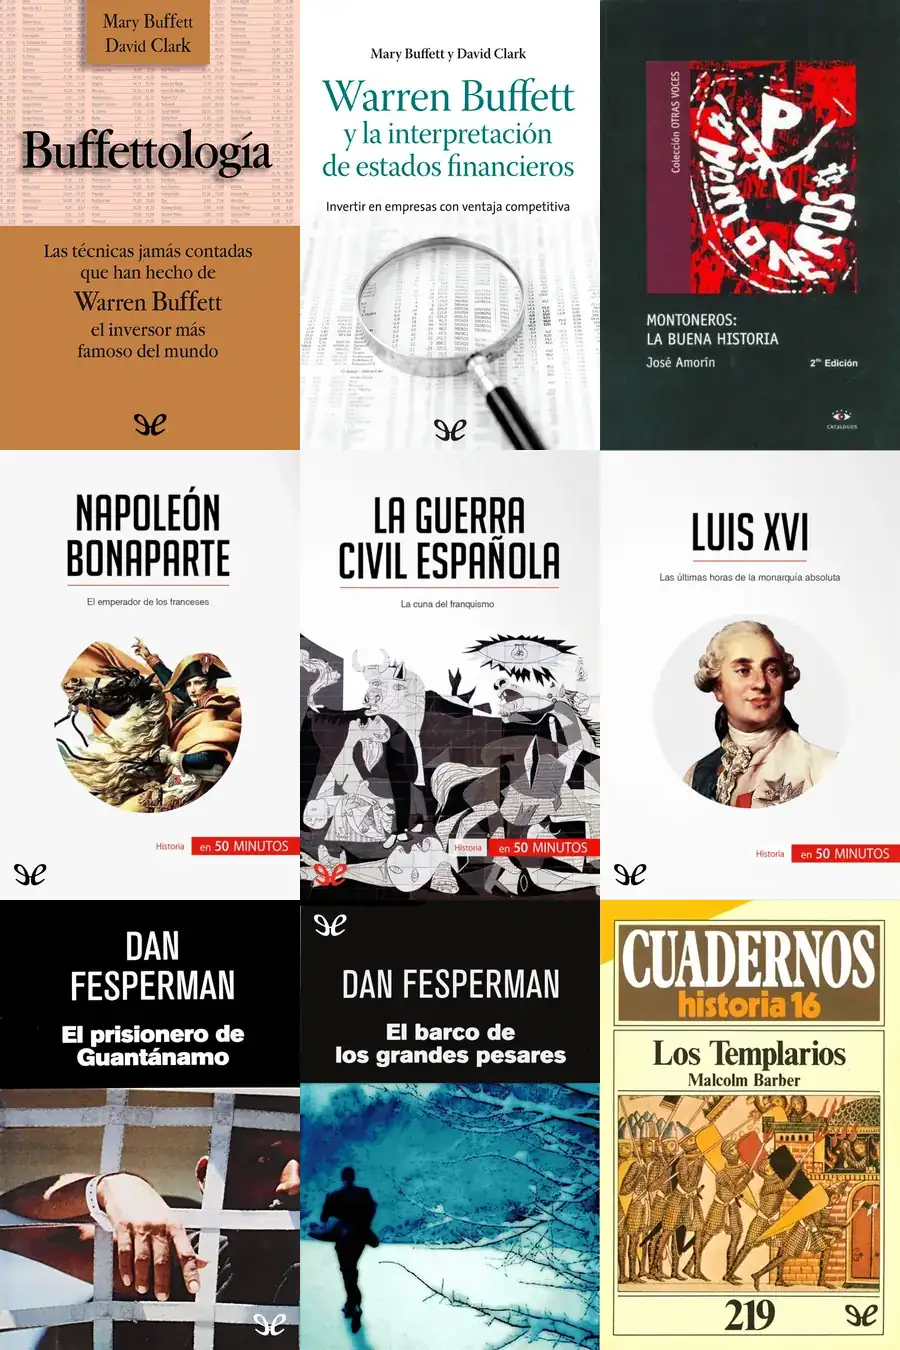 Mary Buffett
David Clark
Buffettología
Las técnicas jamás contadas
que han hecho de
Warren Buffett
el inversor más
famoso del mundo
Mary Buffett y David Clark
Warren Buffett
y la interpretación
de estados financieros
Invertir en empresas con ventaja competitiva
Colección OTRAS VOCES
MONTONEROS:
LA BUENA HISTORIA
José Amorín
2da Edición
CATALOGOS
NAPOLEÓN
BONAPARTE
El emperador de los franceses
Historia en 50 MINUTOS
LA GUERRA
CIVIL ESPAÑOLA
La cuna del franquismo
Historia en 50 MINUTOS
LUIS XVI
Las últimas horas de la monarquía absoluta
Historia en 50 MINUTOS
DAN
FESPERMAN
El prisionero de
Guantánamo
DAN FESPERMAN
El barco de
los grandes pesares
CUADERNOS
historia 16
Los Templarios
Malcolm Barber
219